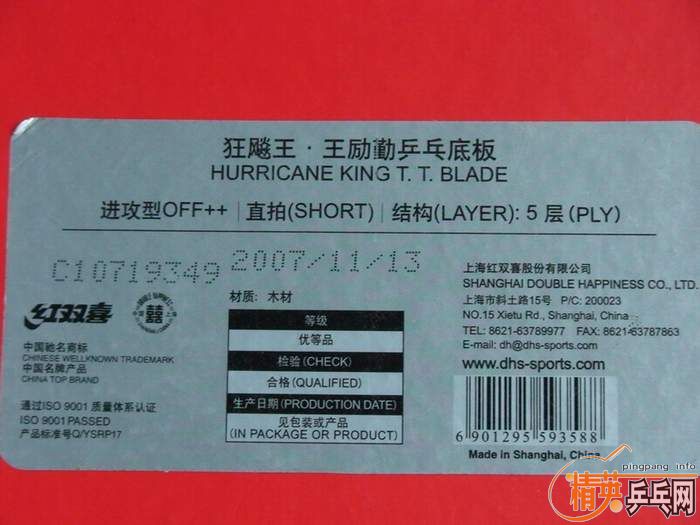 狂飚王·王励勤乒乓底板
HURRICANE KING T. T. BLADE
进攻型OFF++ | 直拍(SHORT) | 结构(LAYER): 5 层(PLY)
C10719349
2007/11/13
红双喜
中国驰名商标
CHINESE WELLKNOWN TRADEMARK
中国名牌产品
CHINA TOP BRAND
通过ISO 9001 质量体系认证
ISO 9001 PASSED
产品标准号Q/YSRP17
材质: 木材
等级
优等品
检验(CHECK)
合格(QUALIFIED)
生产日期(PRODUCTION DATE)
见包装或产品
(IN PACKAGE OR PRODUCT)
上海红双喜股份有限公司
SHANGHAI DOUBLE HAPPINESS CO., LTD.
上海市斜土路15号 P/C: 200023
NO.15 Xietu Rd., Shanghai, China
TEL: 8621-63789977 FAX: 8621-63787863
E-mail: dh@dhs-sports.com
www.dhs-sports.com
6 901295 593588
Made in Shanghai, China
pingpang info
精英乒乓网